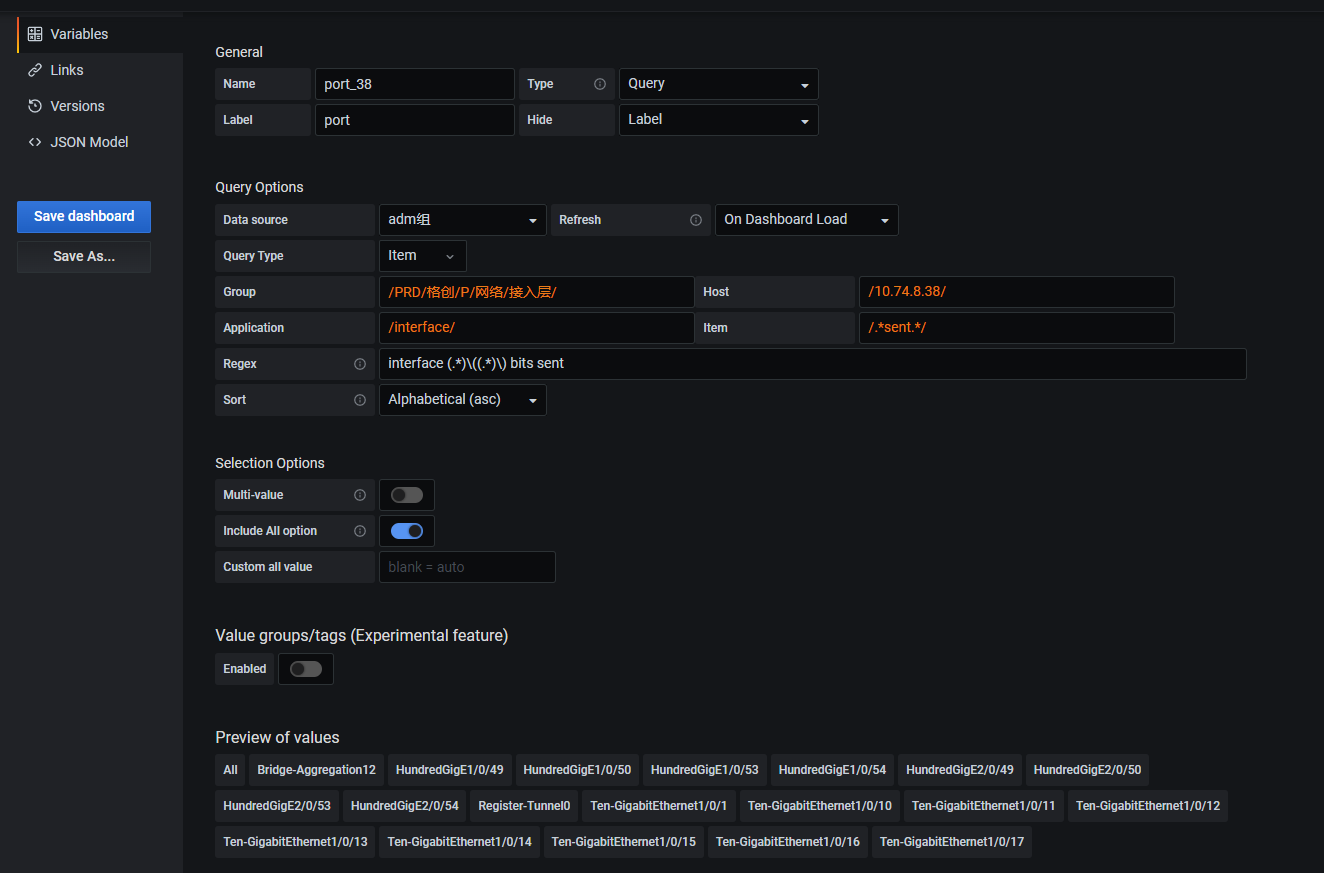 Variables
Links
Versions
JSON Model
Save dashboard
Save As...
General
Name port_38 Type Query
Label port Hide Label
Query Options
Data source adm组 Refresh On Dashboard Load
Query Type Item
Group /PRD/格创/P/网络/接入层/ Host /10.74.8.38/
Application /interface/ Item /.*sent.*/
Regex interface (.*)\((.*)\) bits sent
Sort Alphabetical (asc)
Selection Options
Multi-value
Include All option
Custom all value blank = auto
Value groups/tags (Experimental feature)
Enabled
Preview of values
All Bridge-Aggregation12 HundredGigE1/0/49 HundredGigE1/0/50 HundredGigE1/0/53 HundredGigE1/0/54 HundredGigE2/0/49 HundredGigE2/0/50
HundredGigE2/0/53 HundredGigE2/0/54 Register-Tunnel0 Ten-GigabitEthernet1/0/1 Ten-GigabitEthernet1/0/10 Ten-GigabitEthernet1/0/11 Ten-GigabitEthernet1/0/12
Ten-GigabitEthernet1/0/13 Ten-GigabitEthernet1/0/14 Ten-GigabitEthernet1/0/15 Ten-GigabitEthernet1/0/16 Ten-GigabitEthernet1/0/17